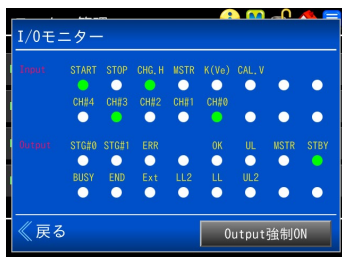 I/Oモニター
Input START STOP CHG.H MSTR K(Ve) CAL.V
CH#4 CH#3 CH#2 CH#1 CH#0
Output STG#0 STG#1 ERR OK UL MSTR STBY
BUSY END Ext LL2 LL UL2
戻る Output強制ON